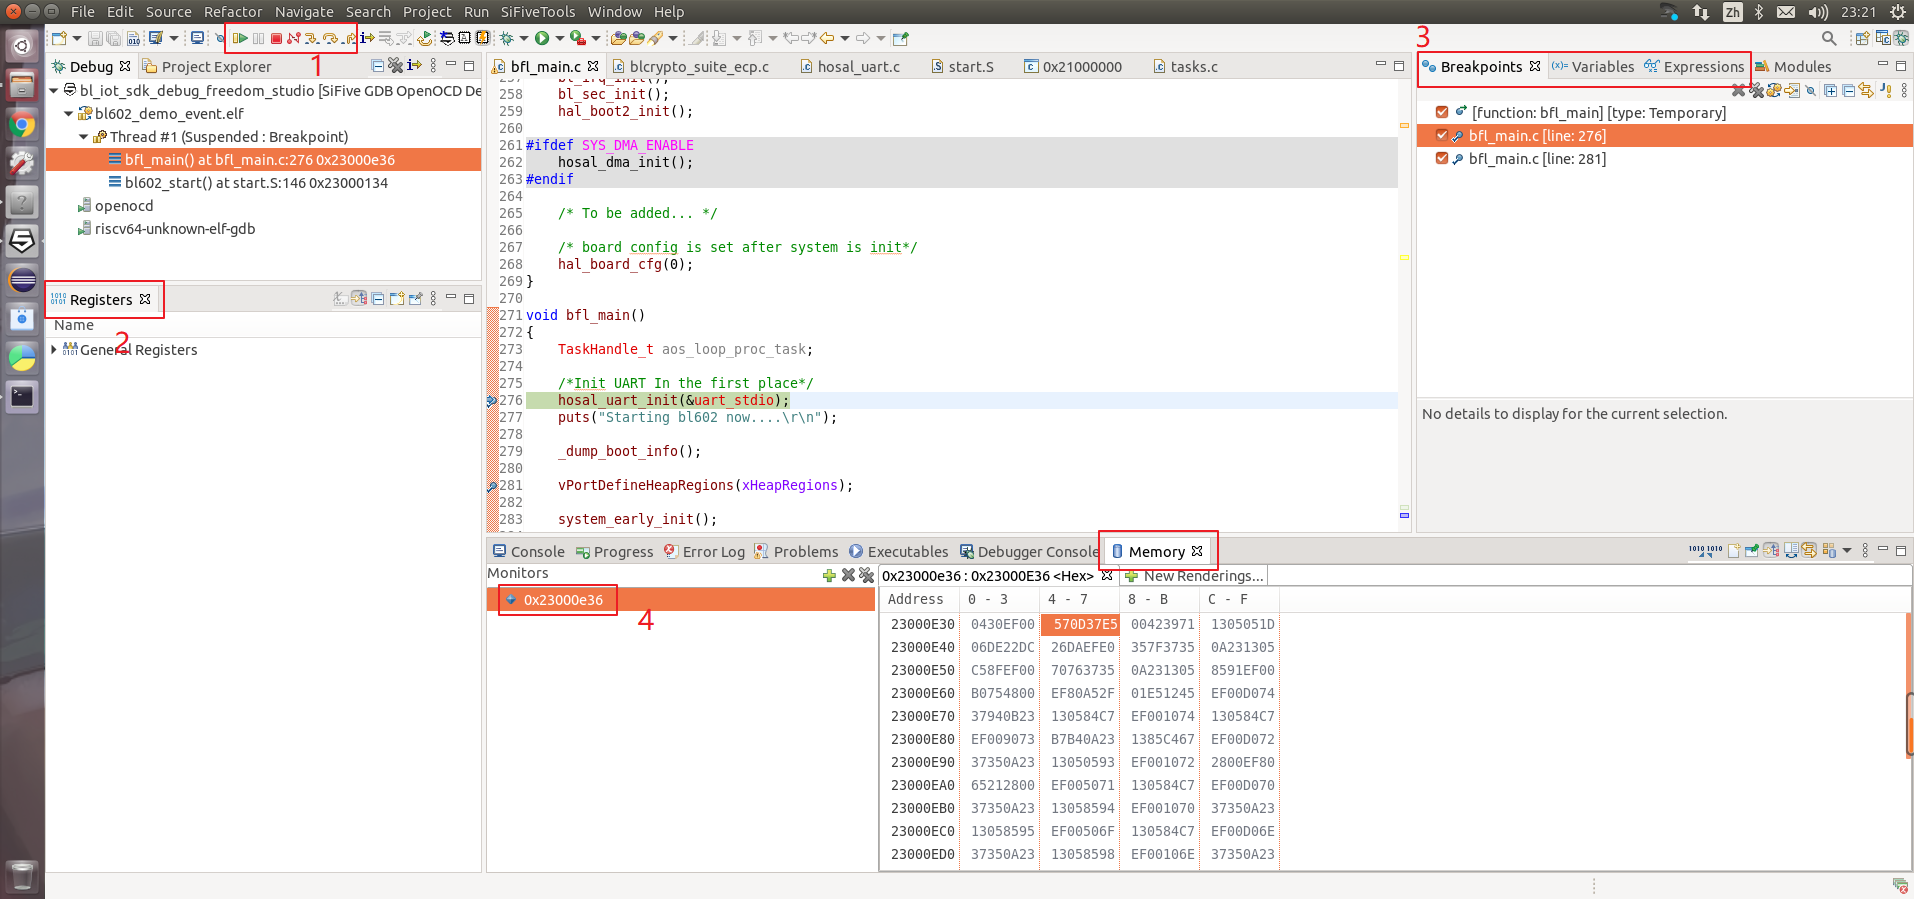 File Edit Source Refactor Navigate Search Project Run SiFiveTools Window Help
Zh 23:21
1
3
Debug Project Explorer
bl_iot_sdk_debug_freedom_studio [SiFive GDB OpenOCD De
bl602_demo_event.elf
Thread #1 (Suspended : Breakpoint)
bfl_main() at bfl_main.c:276 0x23000e36
bl602_start() at start.S:146 0x23000134
openocd
riscv64-unknown-elf-gdb
Registers
2
Name
General Registers
bfl_main.c blcrypto_suite_ecp.c hosal_uart.c start.S 0x21000000 tasks.c
257 bl_irq_init();
258 bl_sec_init();
259 hal_boot2_init();
260
261 #ifdef SYS_DMA_ENABLE
262 hosal_dma_init();
263 #endif
264
265 /* To be added... */
266
267 /* board config is set after system is init*/
268 hal_board_cfg(0);
269 }
270
271 void bfl_main()
272 {
273 TaskHandle_t aos_loop_proc_task;
274
275 /*Init UART In the first place*/
276 hosal_uart_init(&uart_stdio);
277 puts("Starting bl602 now....\r\n");
278
279 _dump_boot_info();
280
281 vPortDefineHeapRegions(xHeapRegions);
282
283 system_early_init();
Breakpoints Variables Expressions Modules
[function: bfl_main] [type: Temporary]
bfl_main.c [line: 276]
bfl_main.c [line: 281]
No details to display for the current selection.
Console Progress Error Log Problems Executables Debugger Console Memory
Monitors
0x23000e36
4
0x23000e36 : 0x23000E36 <Hex> New Renderings...
Address 0 - 3 4 - 7 8 - B C - F
23000E30 0430EF00 570D37E5 00423971 1305051D
23000E40 06DE22DC 26DAEFE0 357F3735 0A231305
23000E50 C58FEF00 70763735 0A231305 8591EF00
23000E60 B0754800 EF80A52F 01E51245 EF00D074
23000E70 37940B23 130584C7 EF001074 130584C7
23000E80 EF009073 B7B40A23 1385C467 EF00D072
23000E90 37350A23 13050593 EF001072 2800EF80
23000EA0 65212800 EF005071 130584C7 EF00D070
23000EB0 37350A23 13058594 EF001070 37350A23
23000EC0 13058595 EF00506F 130584C7 EF00D06E
23000ED0 37350A23 13058598 EF00106E 37350A23